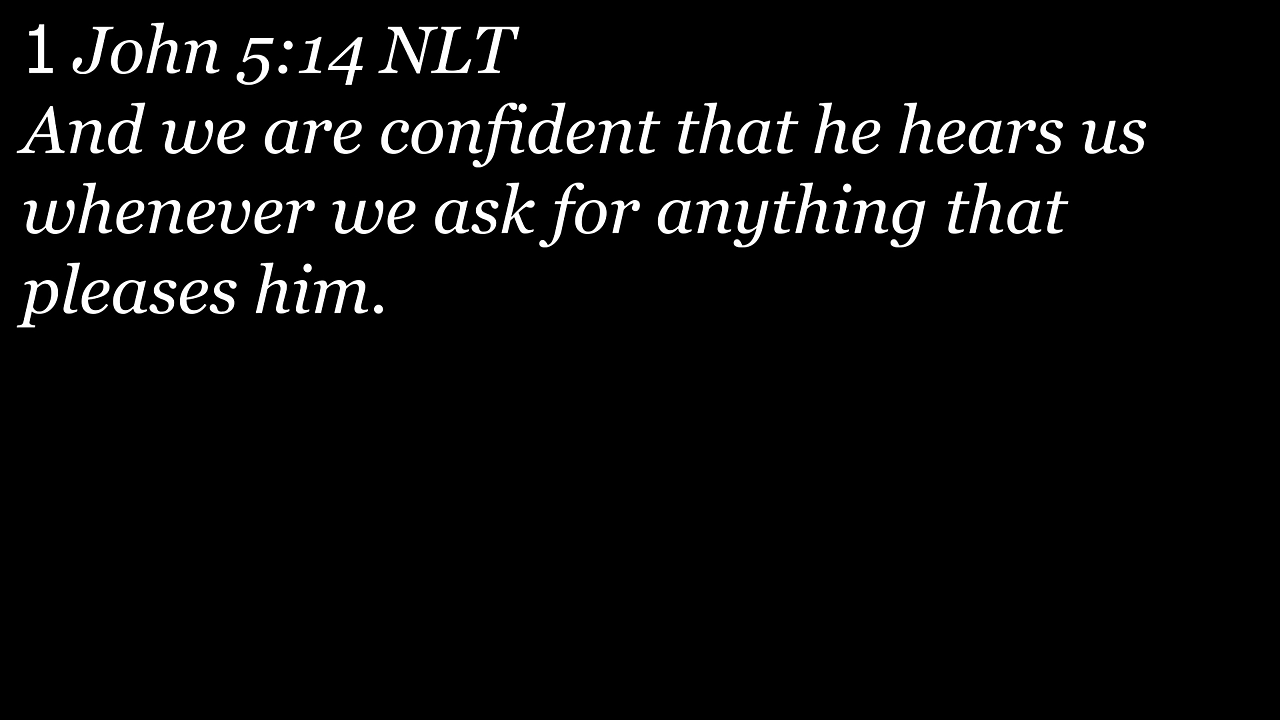 1 John 5:14 NLT
And we are confident that he hears us
whenever we ask for anything that
pleases him.